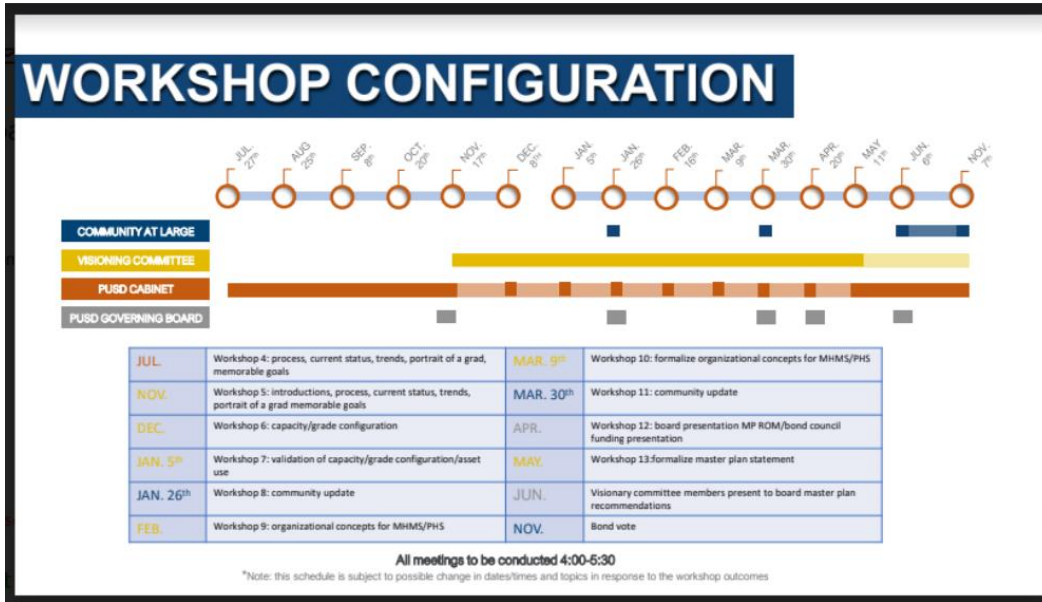 WORKSHOP CONFIGURATION
JUL. 27th
AUG 25th
SEP. 8th
OCT. 20th
NOV. 17th
DEC. 8TH
JAN. 5th
JAN. 26th
FEB. 16th
MAR. 9th
MAR. 30th
APR. 20th
MAY 11th
JUN. 6th
NOV. 7th
COMMUNITY AT LARGE
VISIONING COMMITTEE
PUSD CABINET
PUSD GOVERNING BOARD
JUL.
Workshop 4: process, current status, trends, portrait of a grad,
memorable goals
NOV.
Workshop 5: introductions, process, current status, trends,
portrait of a grad memorable goals
DEC.
Workshop 6: capacity/grade configuration
JAN. 5th
Workshop 7: validation of capacity/grade configuration/asset
use
JAN. 26th
Workshop 8: community update
FEB.
Workshop 9: organizational concepts for MHMS/PHS
MAR. 9th
Workshop 10: formalize organizational concepts for MHMS/PHS
MAR. 30th
Workshop 11: community update
APR.
Workshop 12: board presentation MP ROM/bond council
funding presentation
MAY.
Workshop 13:formalize master plan statement
JUN.
Visionary committee members present to board master plan
recommendations
NOV.
Bond vote
All meetings to be conducted 4:00-5:30
*Note: this schedule is subject to possible change in dates/times and topics in response to the workshop outcomes